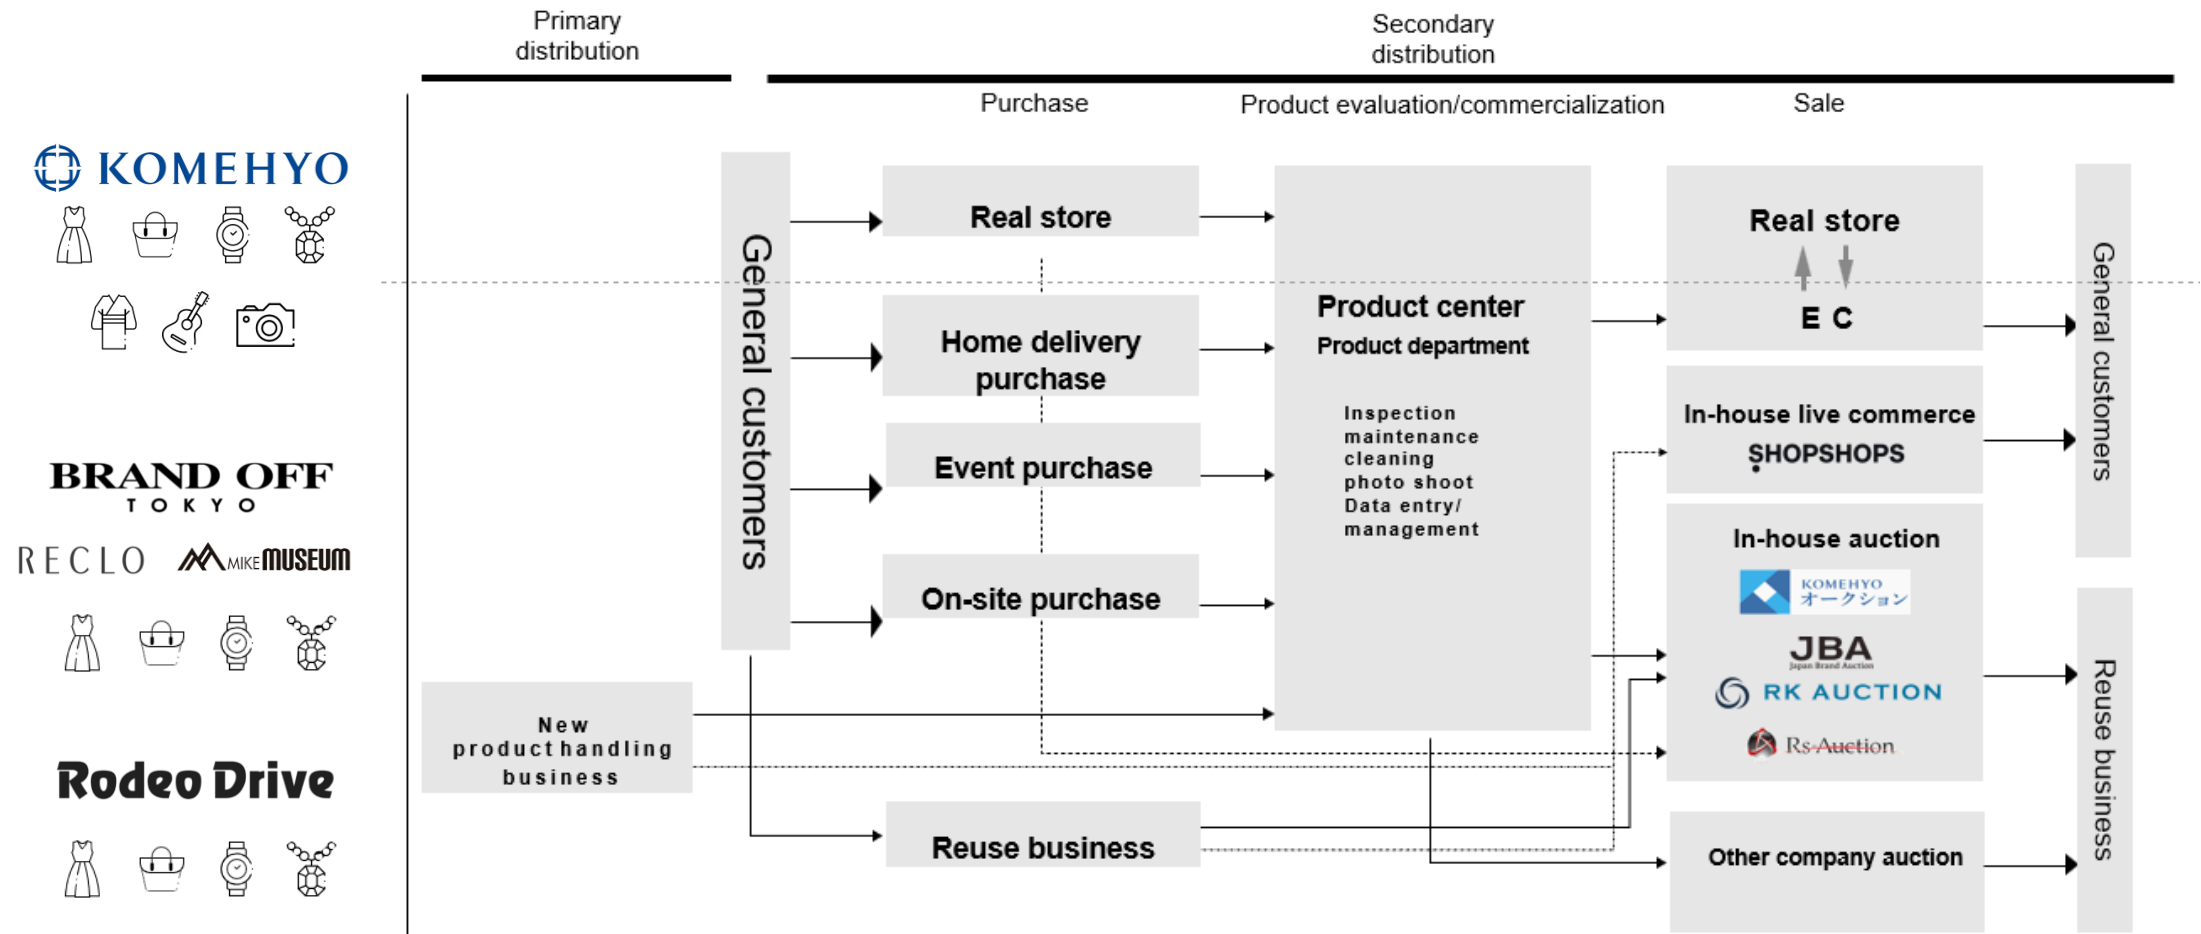 Primary
distribution
Secondary
distribution
Purchase
Product evaluation/commercialization
Sale
KOMEHYO
BRAND OFF
TOKYO
RECLO
MIKE MUSEUM
Rodeo Drive
General customers
New
product handling
business
Real store
Home delivery
purchase
Event purchase
On-site purchase
Reuse business
Product center
Product department
Inspection
maintenance
cleaning
photo shoot
Data entry/
management
Real store
E C
In-house live commerce
SHOPSHOPS
In-house auction
KOMEHYO
オークション
JBA
Japan Brand Auction
RK AUCTION
Rs-Auction
Other company auction
General customers
Reuse business